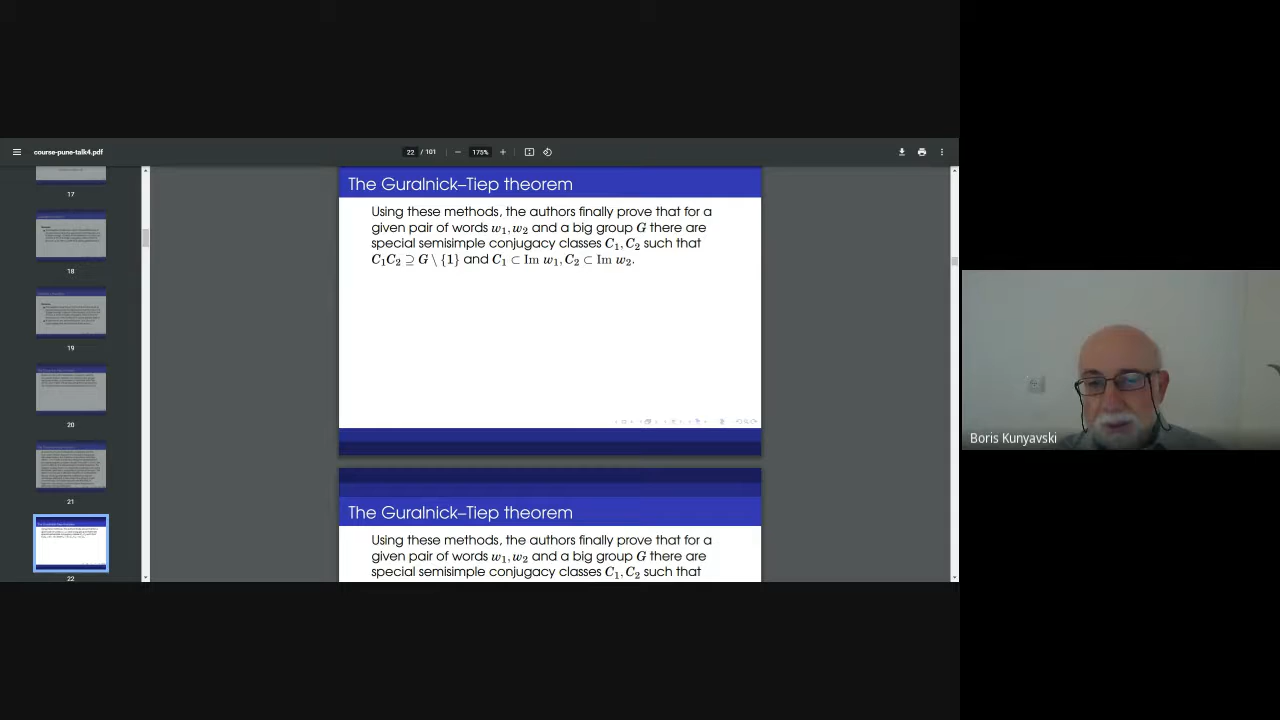 course-pune-talk4.pdf
22 / 101
175%
17
18
19
20
21
22
The Guralnick–Tiep theorem
Using these methods, the authors finally prove that for a
given pair of words w₁, w₂ and a big group G there are
special semisimple conjugacy classes C₁, C₂ such that
C₁C₂ ⊇ G \ {1} and C₁ ⊂ Im w₁, C₂ ⊂ Im w₂.
The Guralnick–Tiep theorem
Using these methods, the authors finally prove that for a
given pair of words w₁, w₂ and a big group G there are
special semisimple conjugacy classes C₁, C₂ such that
Boris Kunyavski